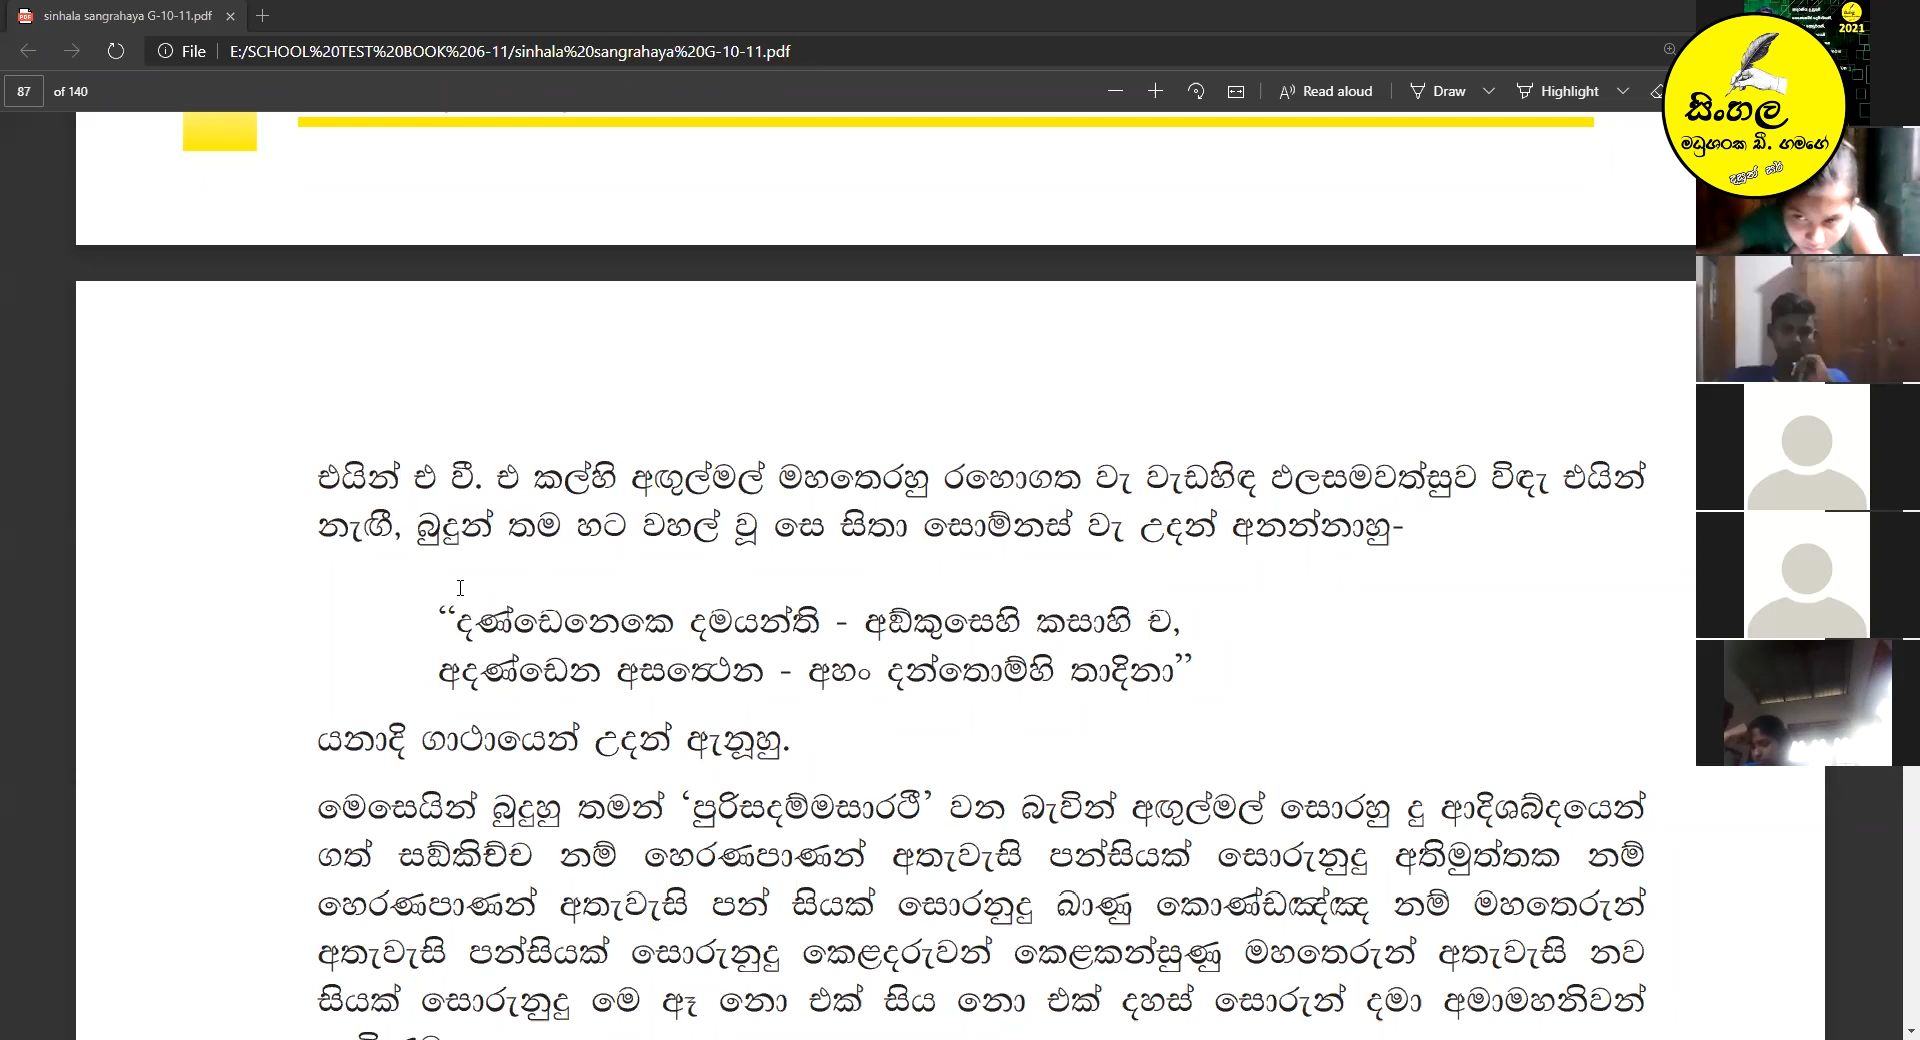 sinhala sangrahaya G-10-11.pdf
File
E:/SCHOOL%20TEST%20BOOK%206-11/sinhala%20sangrahaya%20G-10-11.pdf
87 of 140
Read aloud
Draw
Highlight
2021
සිංහල
මධුශංක ඩී. ගමගේ
එයින් එ වී. එ කල්හි අඟුල්මල් මහතෙරහු රහොගත වැ වැඩහිඳ ඵලසමවත්සුව විඳැ එයින්
නැඟී, බුදුන් තම හට වහල් වූ සෙ සිතා සොම්නස් වැ උදන් අනන්නාහු-
“දණ්ඩෙනෙකෙ දමයන්ති - අඞ්කුසෙහි කසාහි ච,
අදණ්ඩෙන අසත්‍ථෙන - අහං දන්තොම්හි තාදිනා”
යනාදි ගාථායෙන් උදන් ඇනූහු.
මෙසෙයින් බුදුහු තමන් ‘පුරිසදම්මසාරථි’ වන බැවින් අඟුල්මල් සොරහු දු ආදිශබ්දයෙන්
ගත් සඞ්කිච්ච නම් හෙරණපාණන් අතැවැසි පන්සියක් සොරුනුදු අතිමුත්තක නම්
හෙරණපාණන් අතැවැසි පන් සියක් සොරනුදු ඛාණු කොණ්ඩඤ්ඤ නම් මහතෙරුන්
අතැවැසි පන්සියක් සොරුනුදු කෙළදරුවන් කෙළකන්සුණු මහතෙරුන් අතැවැසි නව
සියක් සොරුනුදු මෙ ඈ නො එක් සිය නො එක් දහස් සොරුන් දමා අමාමහනිවන්